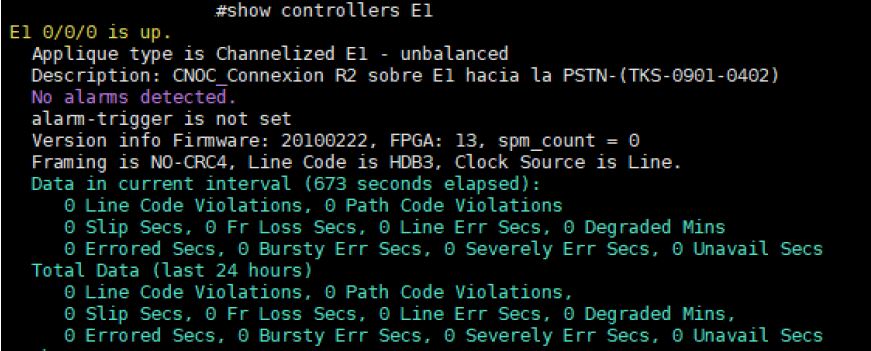 #show controllers E1
E1 0/0/0 is up.
Applique type is Channelized E1 - unbalanced
Description: CNOC_Connexion R2 sobre E1 hacia la PSTN-(TKS-0901-0402)
No alarms detected.
alarm-trigger is not set
Version info Firmware: 20100222, FPGA: 13, spm_count = 0
Framing is NO-CRC4, Line Code is HDB3, Clock Source is Line.
Data in current interval (673 seconds elapsed):
0 Line Code Violations, 0 Path Code Violations
0 Slip Secs, 0 Fr Loss Secs, 0 Line Err Secs, 0 Degraded Mins
0 Errored Secs, 0 Bursty Err Secs, 0 Severely Err Secs, 0 Unavail Secs
Total Data (last 24 hours)
0 Line Code Violations, 0 Path Code Violations,
0 Slip Secs, 0 Fr Loss Secs, 0 Line Err Secs, 0 Degraded Mins,
0 Errored Secs, 0 Bursty Err Secs, 0 Severely Err Secs, 0 Unavail Secs